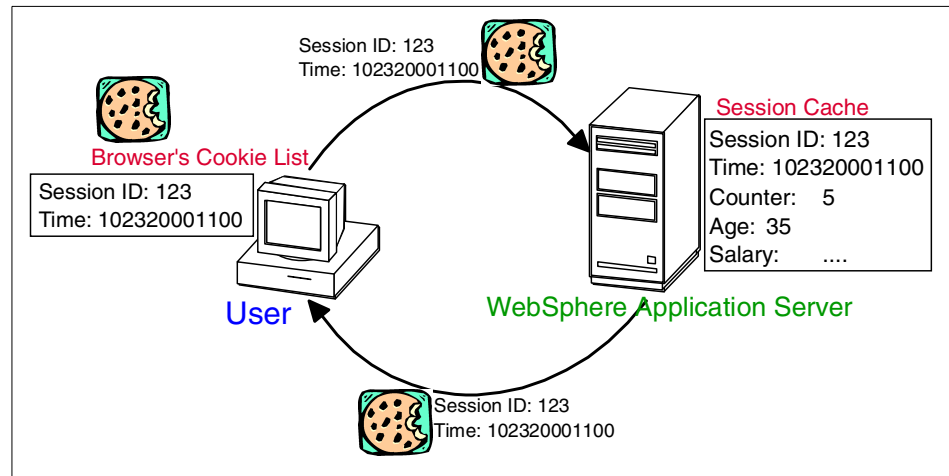 Session ID: 123
Time: 102320001100
Browser's Cookie List
Session ID: 123
Time: 102320001100
User
Session Cache
Session ID: 123
Time: 102320001100
Counter: 5
Age: 35
Salary: ....
WebSphere Application Server
Session ID: 123
Time: 102320001100